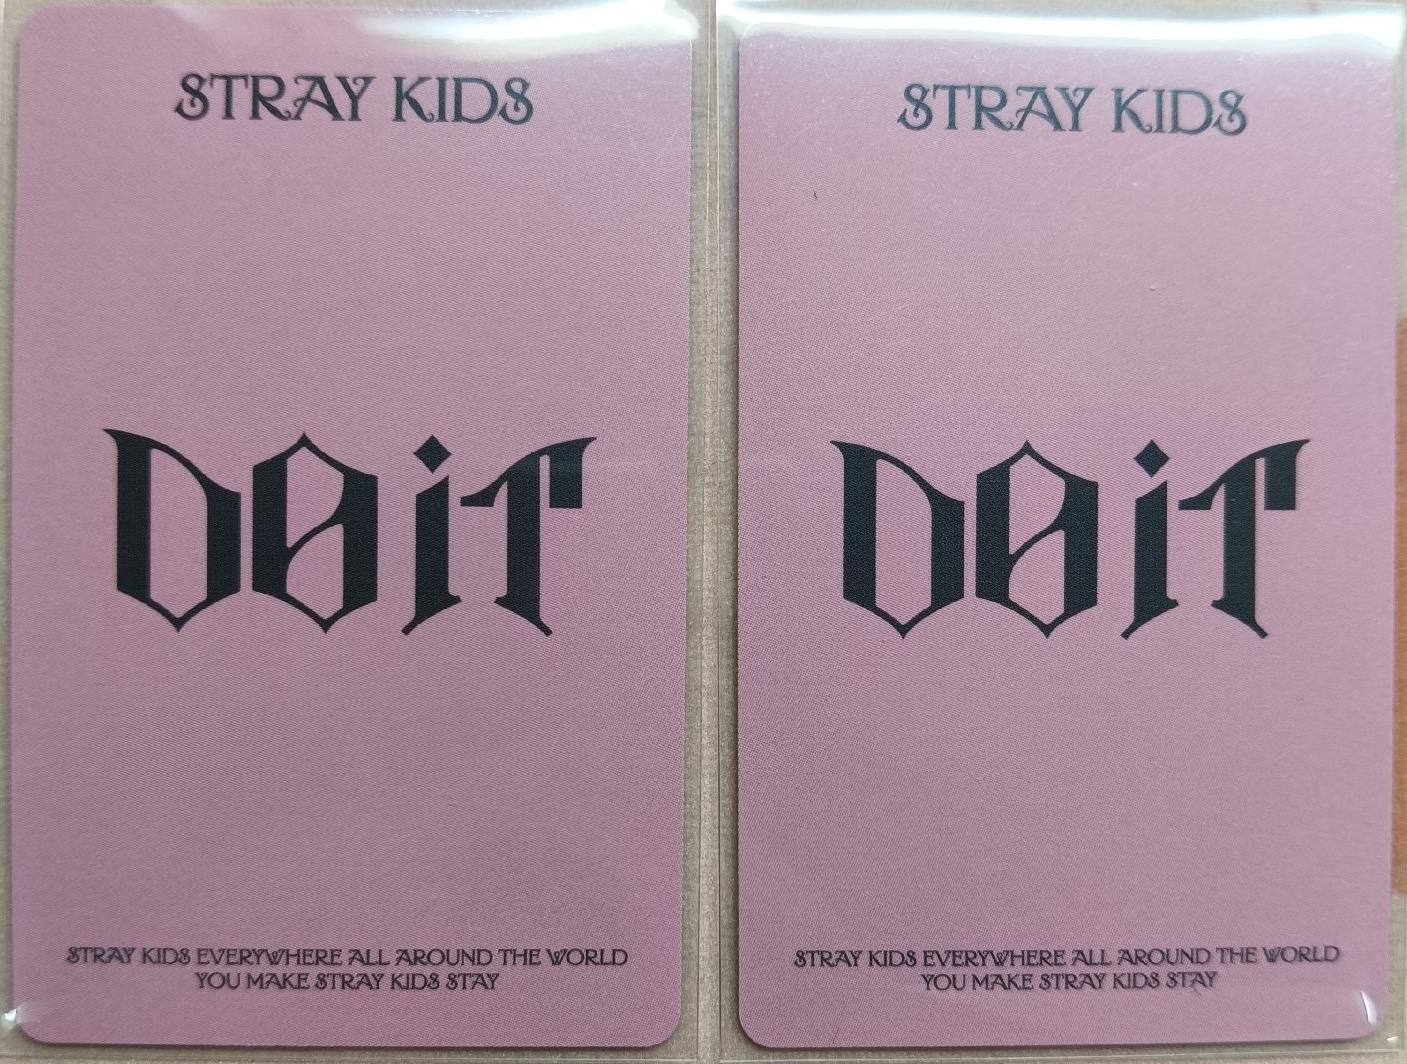 STRAY KIDS
DO iT
STRAY KIDS EVERYWHERE ALL AROUND THE WORLD
YOU MAKE STRAY KIDS STAY
STRAY KIDS
DO iT
STRAY KIDS EVERYWHERE ALL AROUND THE WORLD
YOU MAKE STRAY KIDS STAY